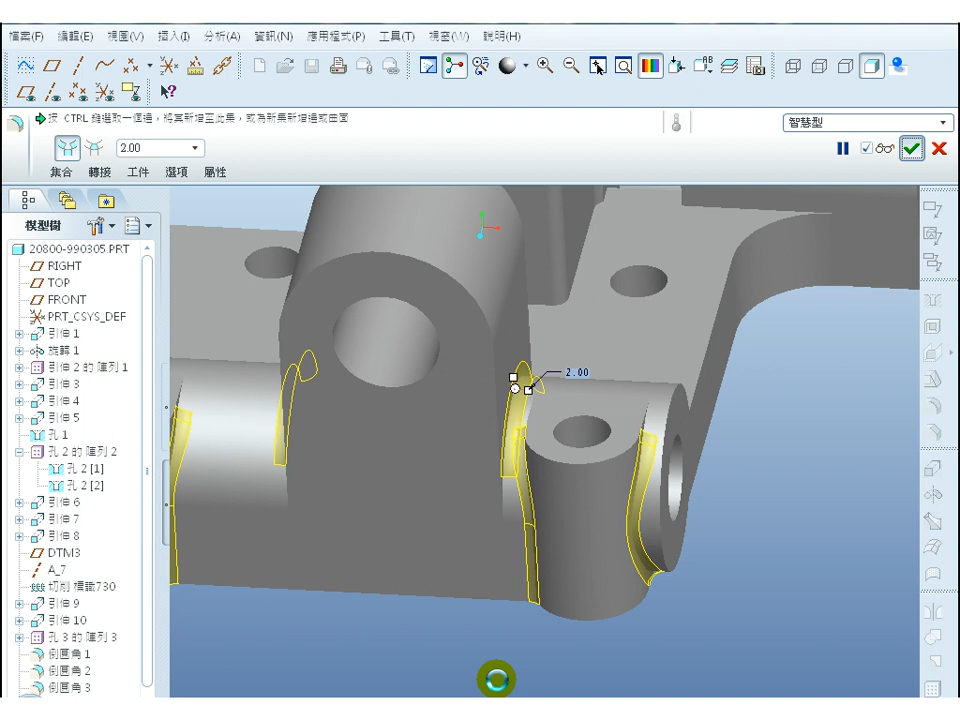 檔案(F) 編輯(E) 視圖(V) 插入(I) 分析(A) 資訊(N) 應用程式(P) 工具(T) 視窗(W) 說明(H)
按 CTRL 鍵選取一個邊，將其新增至此集，或為新集新增邊或曲面
智慧型
2.00
集合 轉換 工件 選項 屬性
模型樹
20800-990305.PRT
RIGHT
TOP
FRONT
PRT_CSYS_DEF
引伸 1
旋轉 1
引伸 2 的 陣列 1
引伸 3
引伸 4
引伸 5
孔 1
孔 2 的 陣列 2
孔 2 [1]
孔 2 [2]
引伸 6
引伸 7
引伸 8
DTM3
A_7
切削 標識730
引伸 9
引伸 10
孔 3 的 陣列 3
倒圓角 1
倒圓角 2
倒圓角 3
2.00